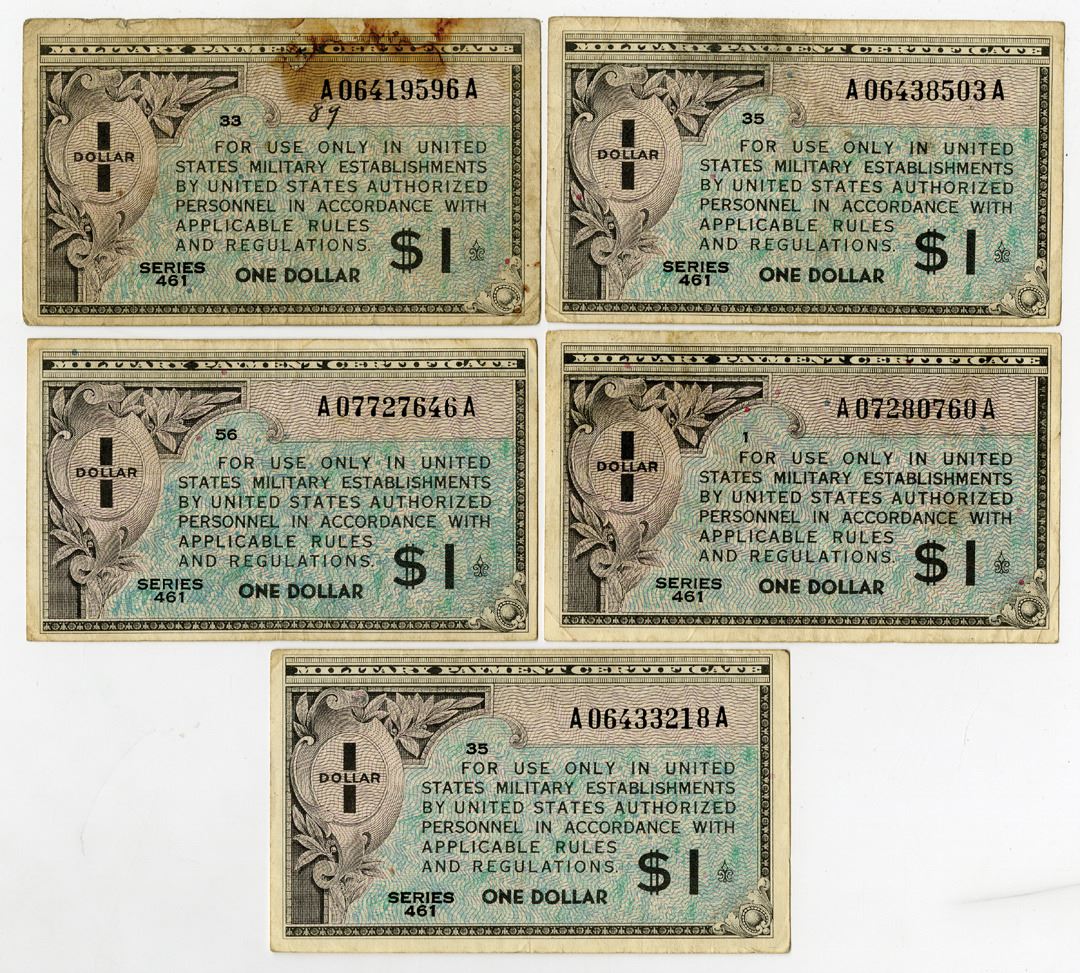 MILITARY PAYMENT CERTIFICATE
A06419596A
89
33
DOLLAR
FOR USE ONLY IN UNITED
STATES MILITARY ESTABLISHMENTS
BY UNITED STATES AUTHORIZED
PERSONNEL IN ACCORDANCE WITH
APPLICABLE RULES
AND REGULATIONS.
$1
SERIES
461
ONE DOLLAR
MILITARY PAYMENT CERTIFICATE
A06438503A
35
DOLLAR
FOR USE ONLY IN UNITED
STATES MILITARY ESTABLISHMENTS
BY UNITED STATES AUTHORIZED
PERSONNEL IN ACCORDANCE WITH
APPLICABLE RULES
AND REGULATIONS.
$1
SERIES
461
ONE DOLLAR
MILITARY PAYMENT CERTIFICATE
A07727646A
56
DOLLAR
FOR USE ONLY IN UNITED
STATES MILITARY ESTABLISHMENTS
BY UNITED STATES AUTHORIZED
PERSONNEL IN ACCORDANCE WITH
APPLICABLE RULES
AND REGULATIONS.
$1
SERIES
461
ONE DOLLAR
MILITARY PAYMENT CERTIFICATE
A07280760A
1
DOLLAR
FOR USE ONLY IN UNITED
STATES MILITARY ESTABLISHMENTS
BY UNITED STATES AUTHORIZED
PERSONNEL IN ACCORDANCE WITH
APPLICABLE RULES
AND REGULATIONS.
$1
SERIES
461
ONE DOLLAR
MILITARY PAYMENT CERTIFICATE
A06433218A
35
DOLLAR
FOR USE ONLY IN UNITED
STATES MILITARY ESTABLISHMENTS
BY UNITED STATES AUTHORIZED
PERSONNEL IN ACCORDANCE WITH
APPLICABLE RULES
AND REGULATIONS.
$1
SERIES
461
ONE DOLLAR